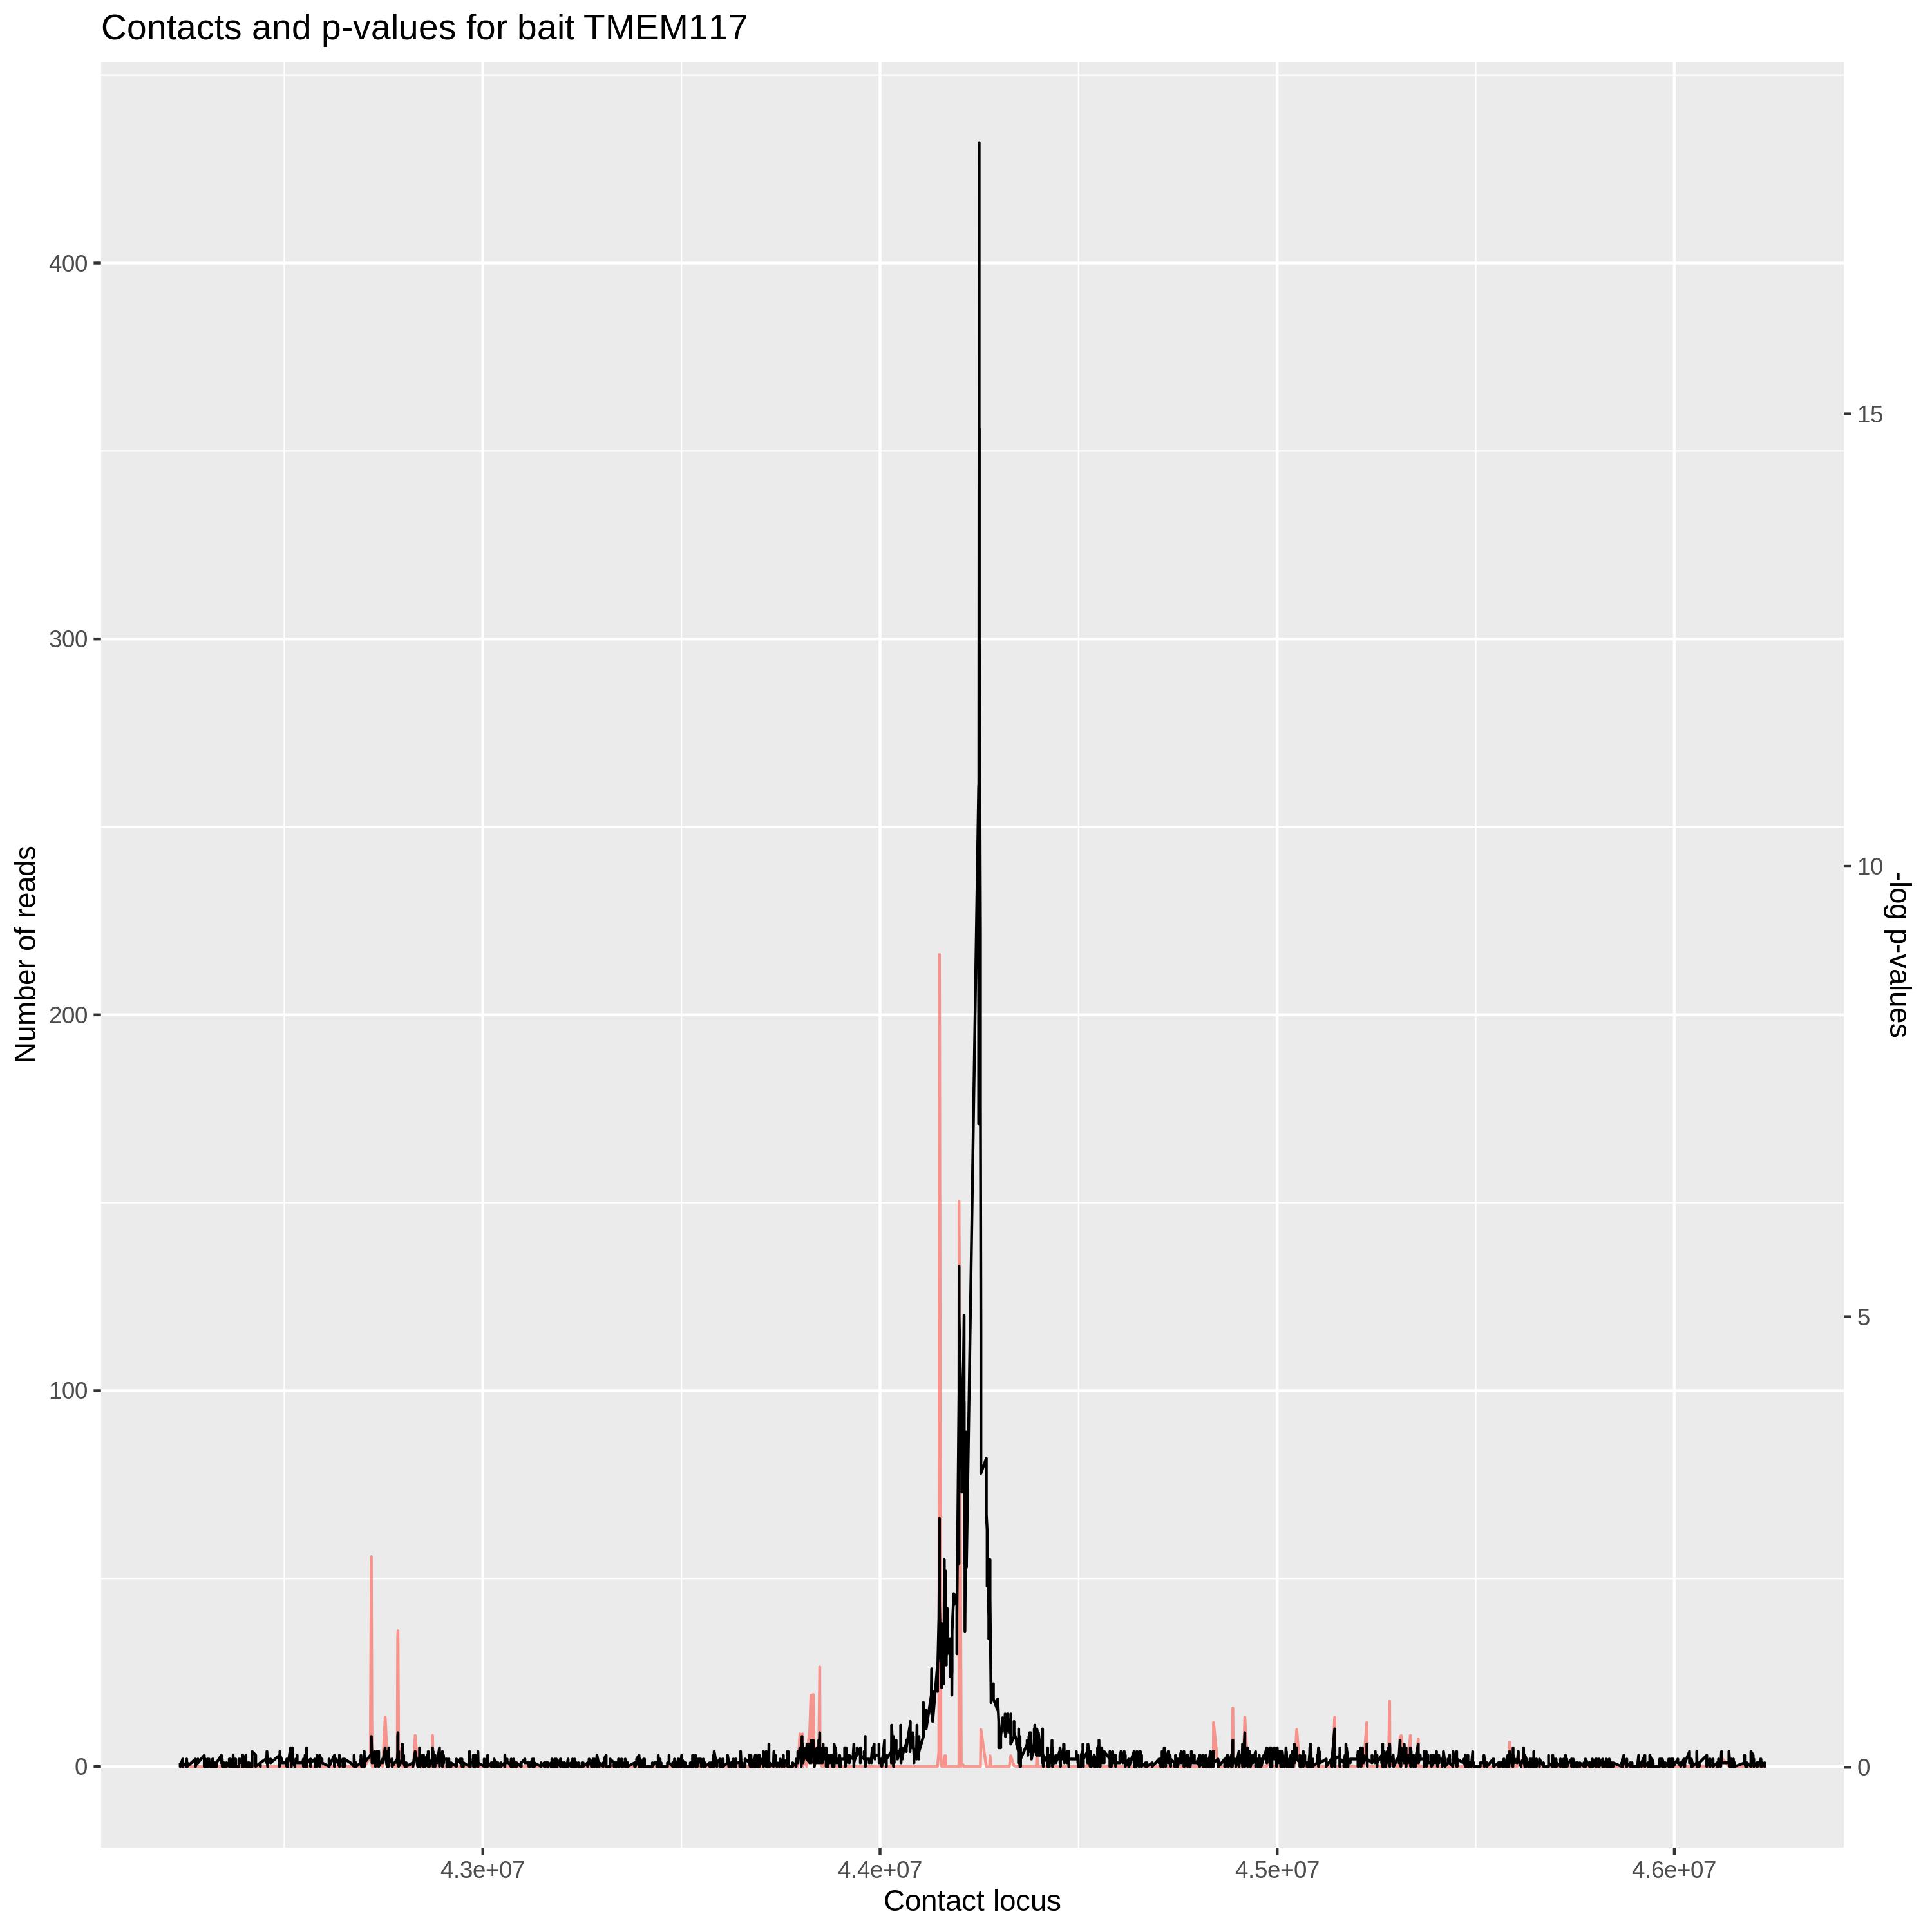 Contacts and p-values for bait TMEM117
Number of reads
400
300
200
100
0
15
10
5
0
-log p-values
4.3e+07
4.4e+07
4.5e+07
4.6e+07
Contact locus